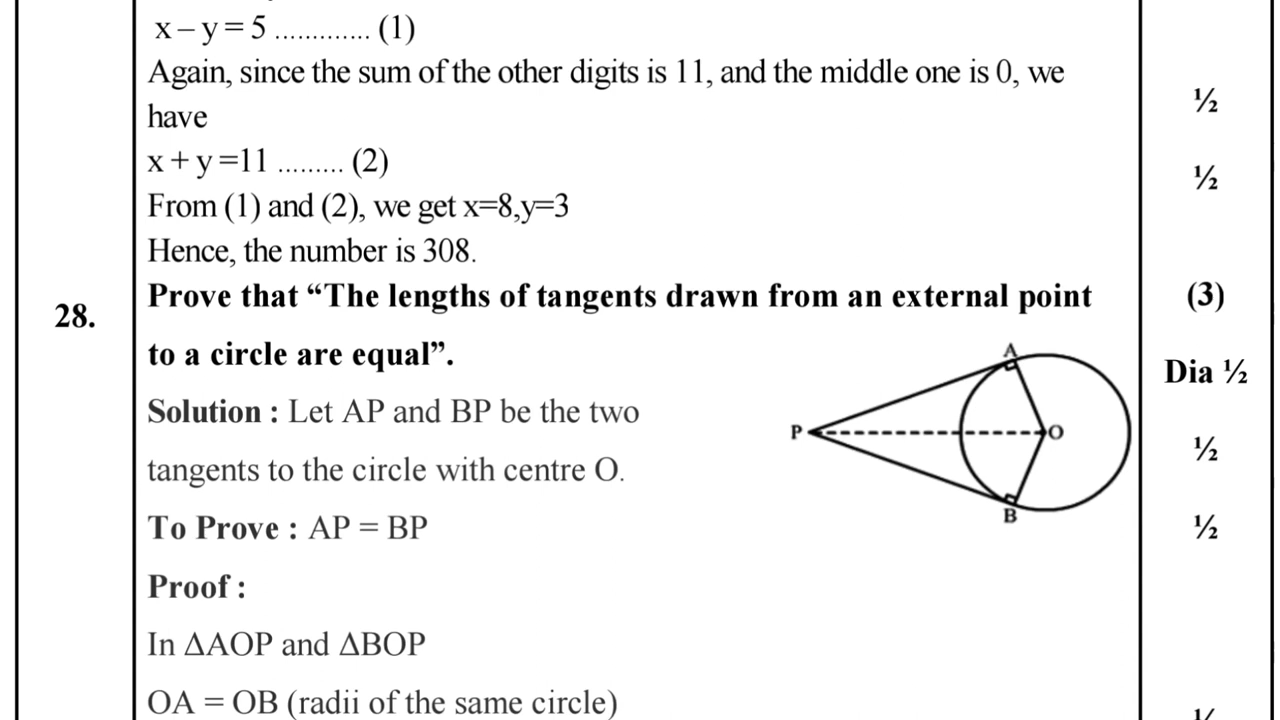 x – y = 5 ............. (1)
Again, since the sum of the other digits is 11, and the middle one is 0, we
have
½
x + y =11 ......... (2)
½
From (1) and (2), we get x=8,y=3
Hence, the number is 308.
28.
Prove that “The lengths of tangents drawn from an external point
(3)
to a circle are equal”.
Dia ½
A
P
O
B
Solution : Let AP and BP be the two
½
tangents to the circle with centre O.
To Prove : AP = BP
½
Proof :
In ΔAOP and ΔBOP
OA = OB (radii of the same circle)